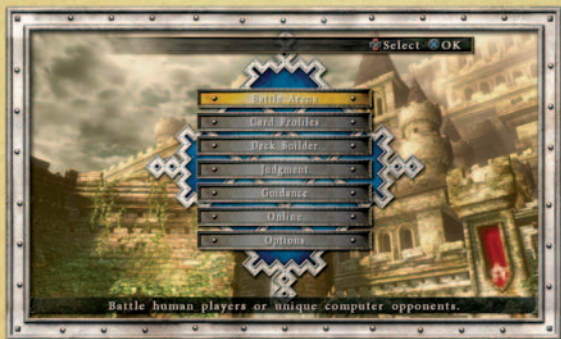 Select OK
Battle Arena
Card Profiles
Deck Builder
Judgment
Guidance
Online
Options
Battle human players or unique computer opponents.